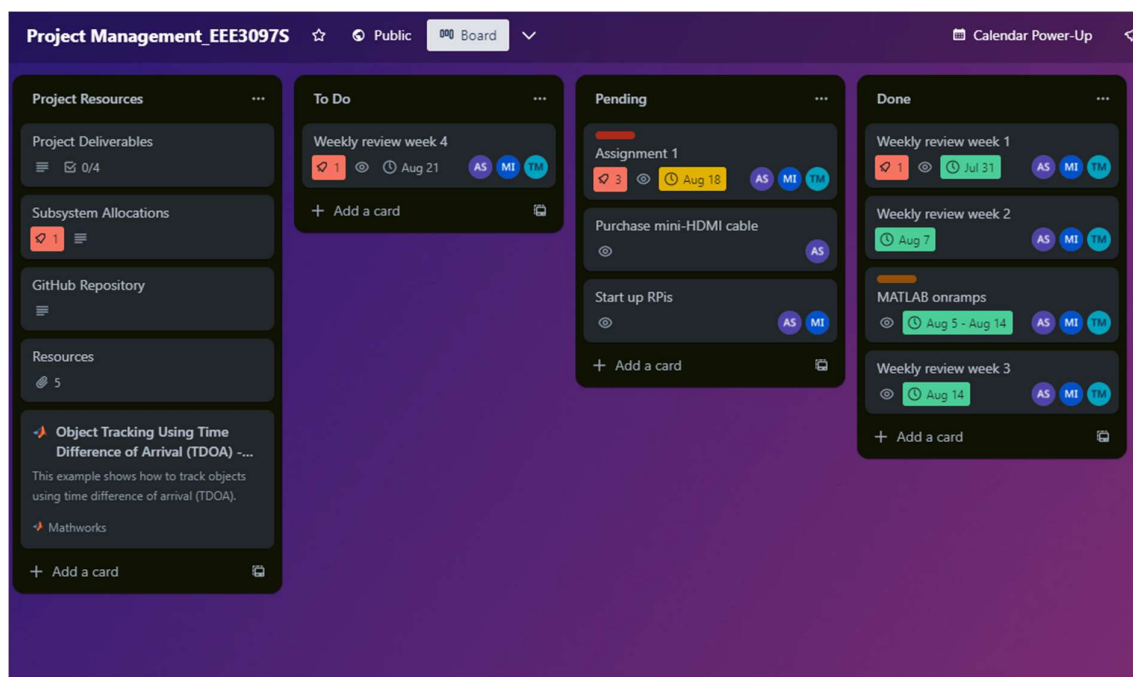 Project Management_EEE3097S Public Board Calendar Power-Up
Project Resources
Project Deliverables
0/4
Subsystem Allocations
1
GitHub Repository
Resources
5
Object Tracking Using Time
Difference of Arrival (TDOA) -...
This example shows how to track objects
using time difference of arrival (TDOA).
Mathworks
+ Add a card
To Do
Weekly review week 4
1 Aug 21 AS MI TM
+ Add a card
Pending
Assignment 1
3 Aug 18 AS MI TM
Purchase mini-HDMI cable
AS
Start up RPis
AS MI
+ Add a card
Done
Weekly review week 1
1 Jul 31 AS MI TM
Weekly review week 2
Aug 7 AS MI TM
MATLAB onramps
Aug 5 - Aug 14 AS MI TM
Weekly review week 3
Aug 14 AS MI TM
+ Add a card